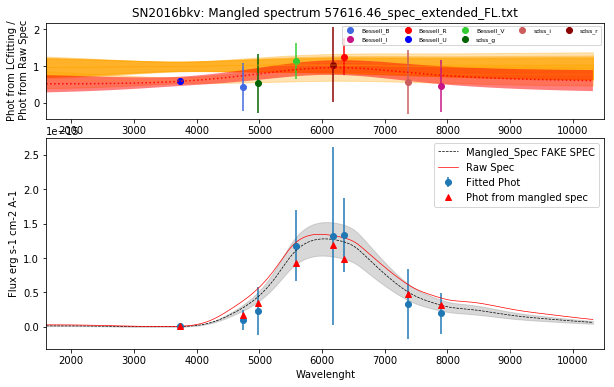 SN2016bkv: Mangled spectrum 57616.46_spec_extended_FL.txt
Phot from LCfitting /
Phot from Raw Spec
2
1
0
Bessell_B Bessell_R Bessell_V sdss_i sdss_r
Bessell_I Bessell_U sdss_g
2000 3000 4000 5000 6000 7000 8000 9000 10000
1e-15
Flux erg s-1 cm-2 A-1
2.5
2.0
1.5
1.0
0.5
0.0
Mangled_Spec FAKE SPEC
Raw Spec
Fitted Phot
Phot from mangled spec
2000 3000 4000 5000 6000 7000 8000 9000 10000
Wavelenght